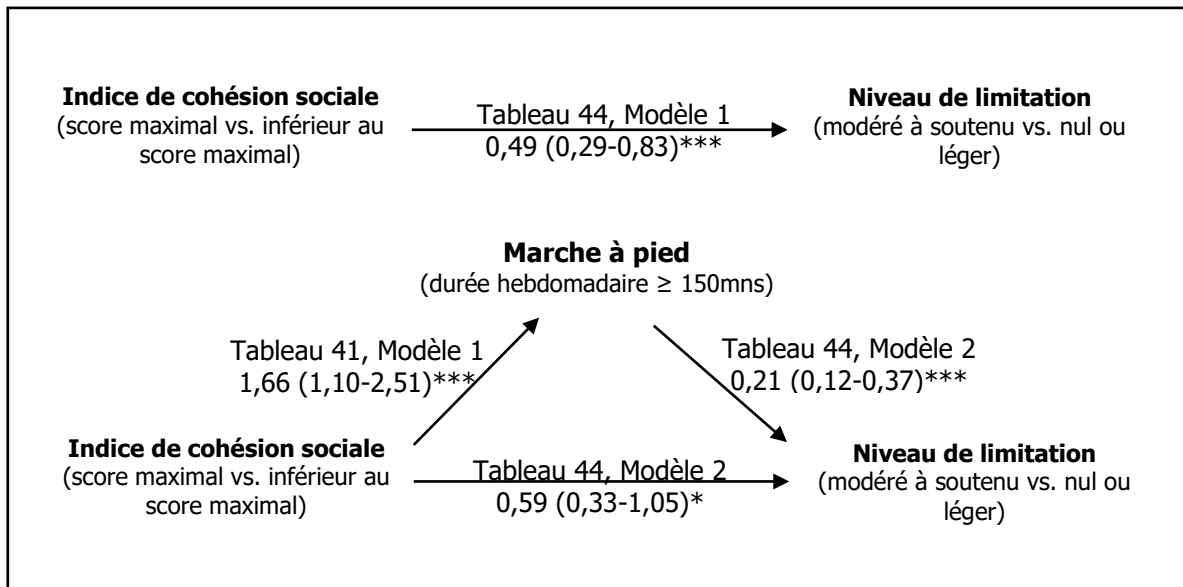 Indice de cohésion sociale
(score maximal vs. inférieur au
score maximal)
Tableau 44, Modèle 1
0,49 (0,29-0,83)***
Niveau de limitation
(modéré à soutenu vs. nul ou
léger)
Marche à pied
(durée hebdomadaire ≥ 150mns)
Tableau 41, Modèle 1
1,66 (1,10-2,51)***
Tableau 44, Modèle 2
0,21 (0,12-0,37)***
Indice de cohésion sociale
(score maximal vs. inférieur au
score maximal)
Tableau 44, Modèle 2
0,59 (0,33-1,05)*
Niveau de limitation
(modéré à soutenu vs. nul ou
léger)